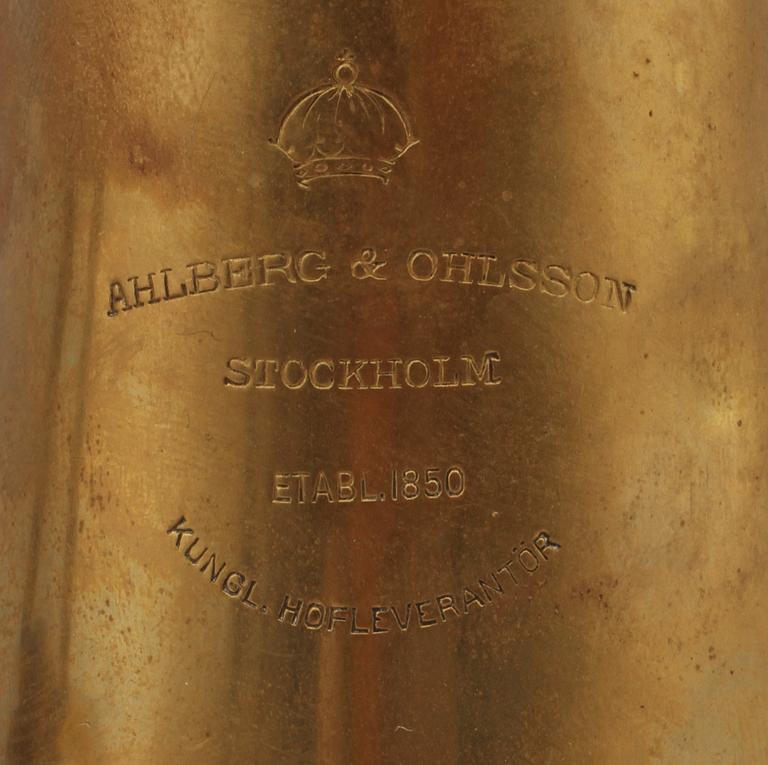 AHLBERG & OHLSSON
STOCKHOLM
ETABL.1850
KUNGL. HOFLEVERANTÖR